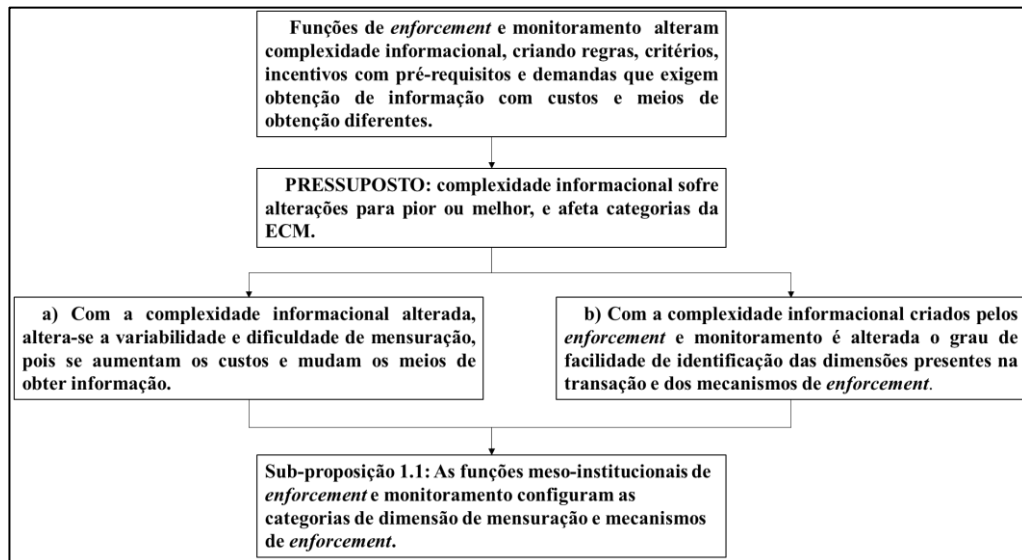 Funções de enforcement e monitoramento alteram
complexidade informacional, criando regras, critérios,
incentivos com pré-requisitos e demandas que exigem
obtenção de informação com custos e meios de
obtenção diferentes.
PRESSUPOSTO: complexidade informacional sofre
alterações para pior ou melhor, e afeta categorias da
ECM.
a) Com a complexidade informacional alterada,
altera-se a variabilidade e dificuldade de mensuração,
pois se aumentam os custos e mudam os meios de
obter informação.
b) Com a complexidade informacional criados pelos
enforcement e monitoramento é alterada o grau de
facilidade de identificação das dimensões presentes na
transação e dos mecanismos de enforcement.
Sub-proposição 1.1: As funções meso-institucionais de
enforcement e monitoramento configuram as
categorias de dimensão de mensuração e mecanismos
de enforcement.